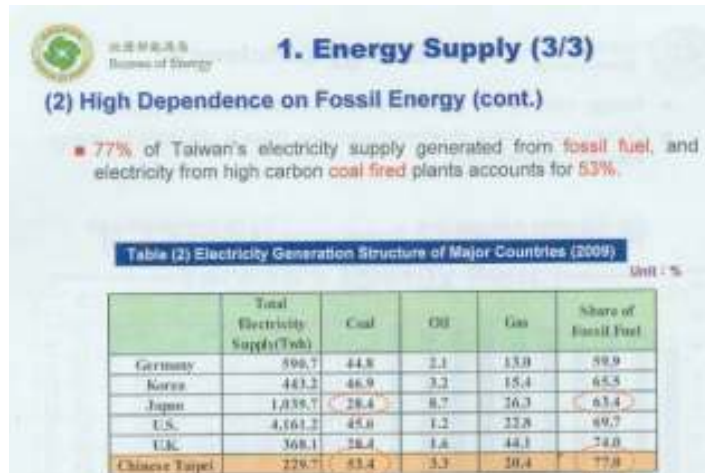 Bureau of Energy
1. Energy Supply (3/3)
(2) High Dependence on Fossil Energy (cont.)
■ 77% of Taiwan's electricity supply generated from fossil fuel, and
electricity from high carbon coal fired plants accounts for 53%.
Table (2) Electricity Generation Structure of Major Countries (2009)
Unit : %
Total Electricity Supply(Twh) Coal Oil Gas Share of Fossil Fuel
Germany 590.7 44.8 2.1 13.0 59.9
Korea 443.2 46.9 3.2 15.4 65.5
Japan 28.4 8.7 26.3 63.4
U.S. 4,161.2 45.0 1.2 22.8 69.7
U.K. 368.1 28.4 1.6 44.1 74.0
Chinese Taipei 229.7 53.4 3.3 20.4 77.0